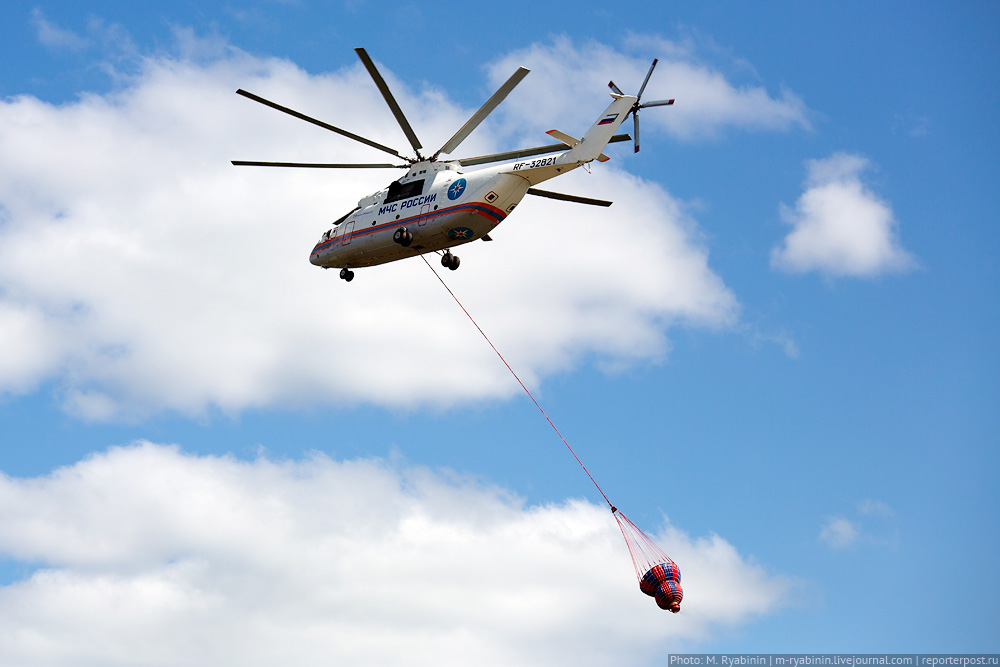 RF-32821
МЧС РОССИИ
Photo: M. Ryabinin | m-ryabinin.livejournal.com | reporterpost.ru